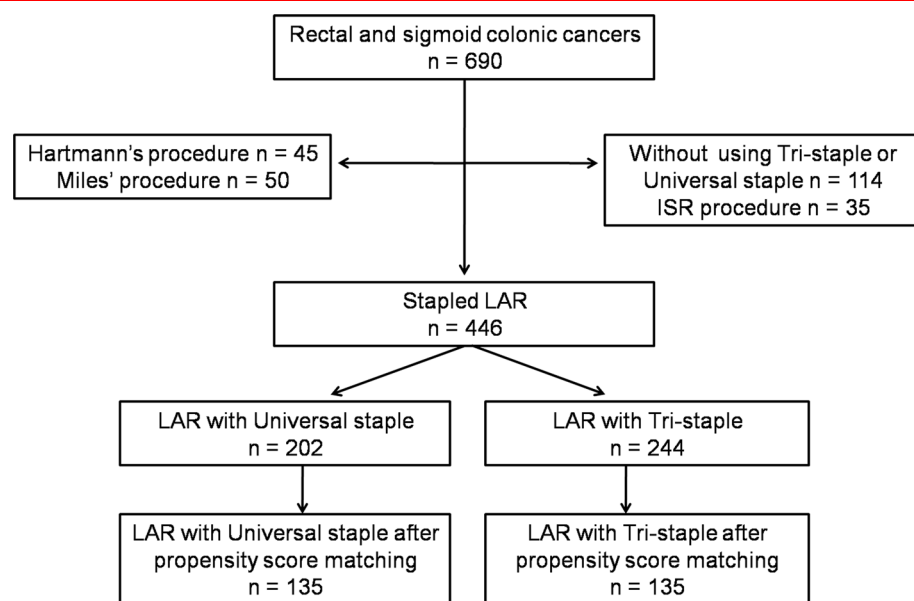 Rectal and sigmoid colonic cancers
n = 690
Hartmann's procedure n = 45
Miles' procedure n = 50
Without using Tri-staple or
Universal staple n = 114
ISR procedure n = 35
Stapled LAR
n = 446
LAR with Universal staple
n = 202
LAR with Tri-staple
n = 244
LAR with Universal staple after
propensity score matching
n = 135
LAR with Tri-staple after
propensity score matching
n = 135